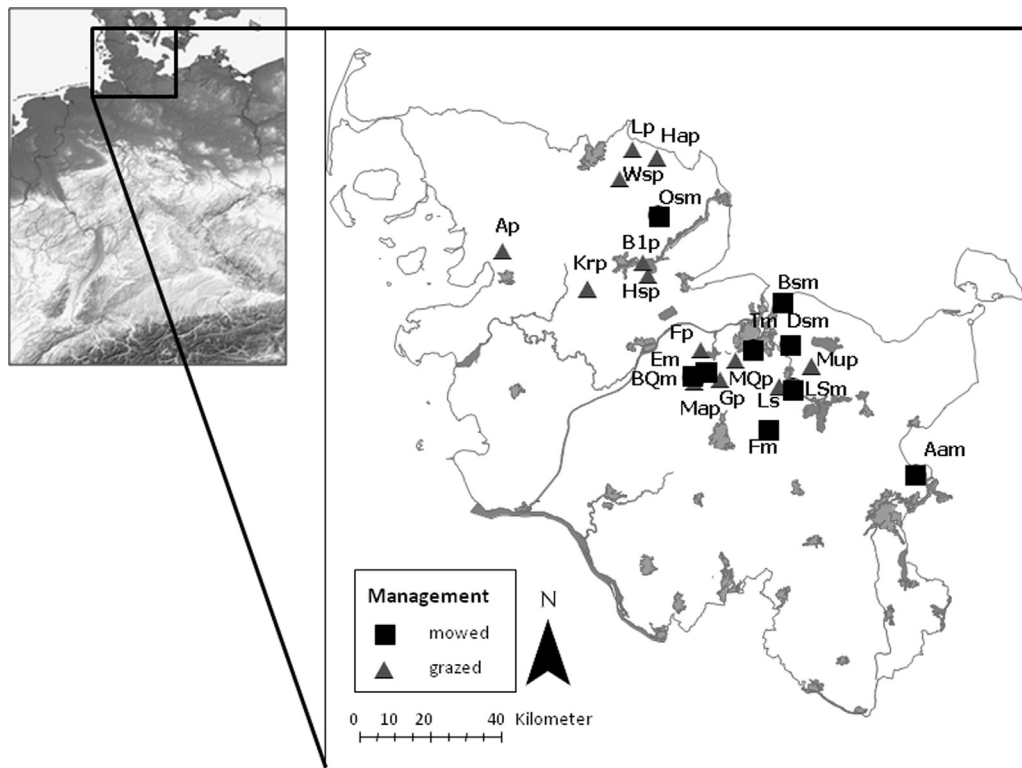 Lp
Hap
Wsp
Osm
Ap
B1p
Krp
Hsp
Bsm
Tm
Dsm
Fp
Em
Mup
BQm
MQp
Map
Gp
Ls
LSm
Fm
Aam
Management
mowed
grazed
N
0 10 20 40 Kilometer